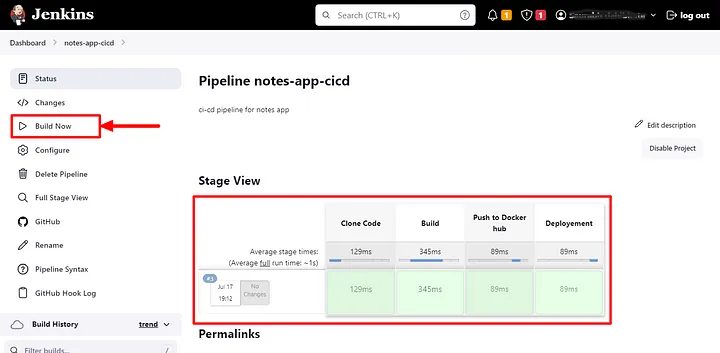 Jenkins
Search (CTRL+K)
1
1
log out
Dashboard
notes-app-cicd
Status
Changes
Build Now
Configure
Delete Pipeline
Full Stage View
GitHub
Rename
Pipeline Syntax
GitHub Hook Log
Build History
trend
Filter builds...
/
Pipeline notes-app-cicd
ci-cd pipeline for notes app
Edit description
Disable Project
Stage View
Clone Code
Build
Push to Docker
hub
Deployement
Average stage times:
129ms
345ms
89ms
89ms
(Average full run time: ~1s)
#3
Jul 17
19:12
No
Changes
129ms
345ms
89ms
89ms
Permalinks